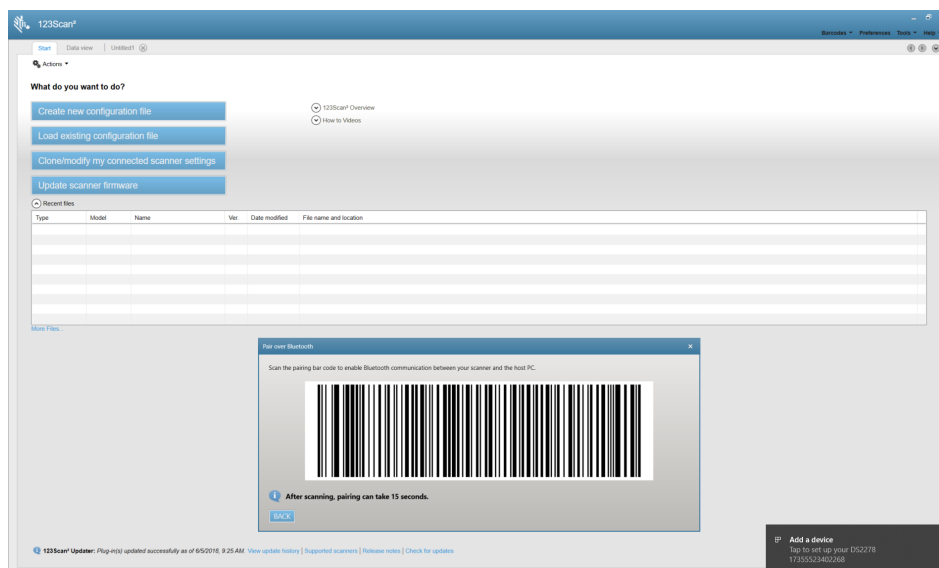 123Scan²
Barcodes Preferences Tools Help
Start Data view Untitled1
Actions
What do you want to do?
Create new configuration file
123Scan² Overview
How to Videos
Load existing configuration file
Clone/modify my connected scanner settings
Update scanner firmware
Recent files
Type Model Name Ver. Date modified File name and location
More Files...
Pair over Bluetooth
Scan the pairing bar code to enable Bluetooth communication between your scanner and the host PC.
After scanning, pairing can take 15 seconds.
BACK
123Scan² Updater: Plug-in(s) updated successfully as of 6/5/2018, 9:25 AM. View update history | Supported scanners | Release notes | Check for updates
Add a device
Tap to set up your DS2278
17355523402268